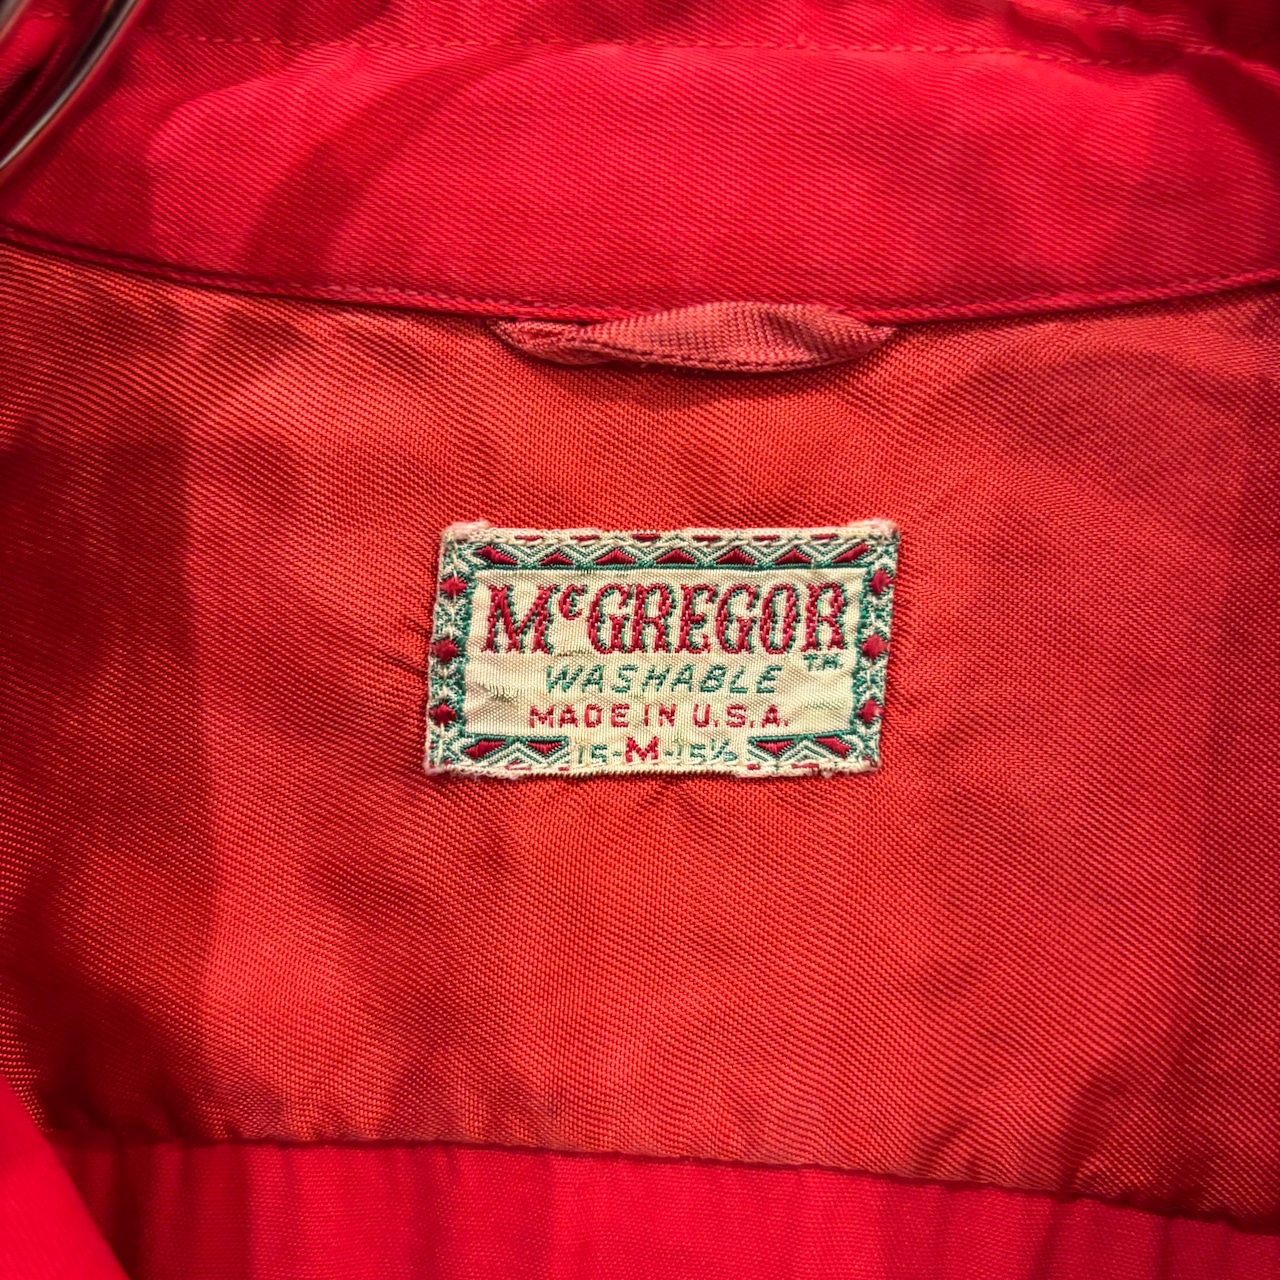 McGREGOR
WASHABLE ™
MADE IN U.S.A.
15-M-15½